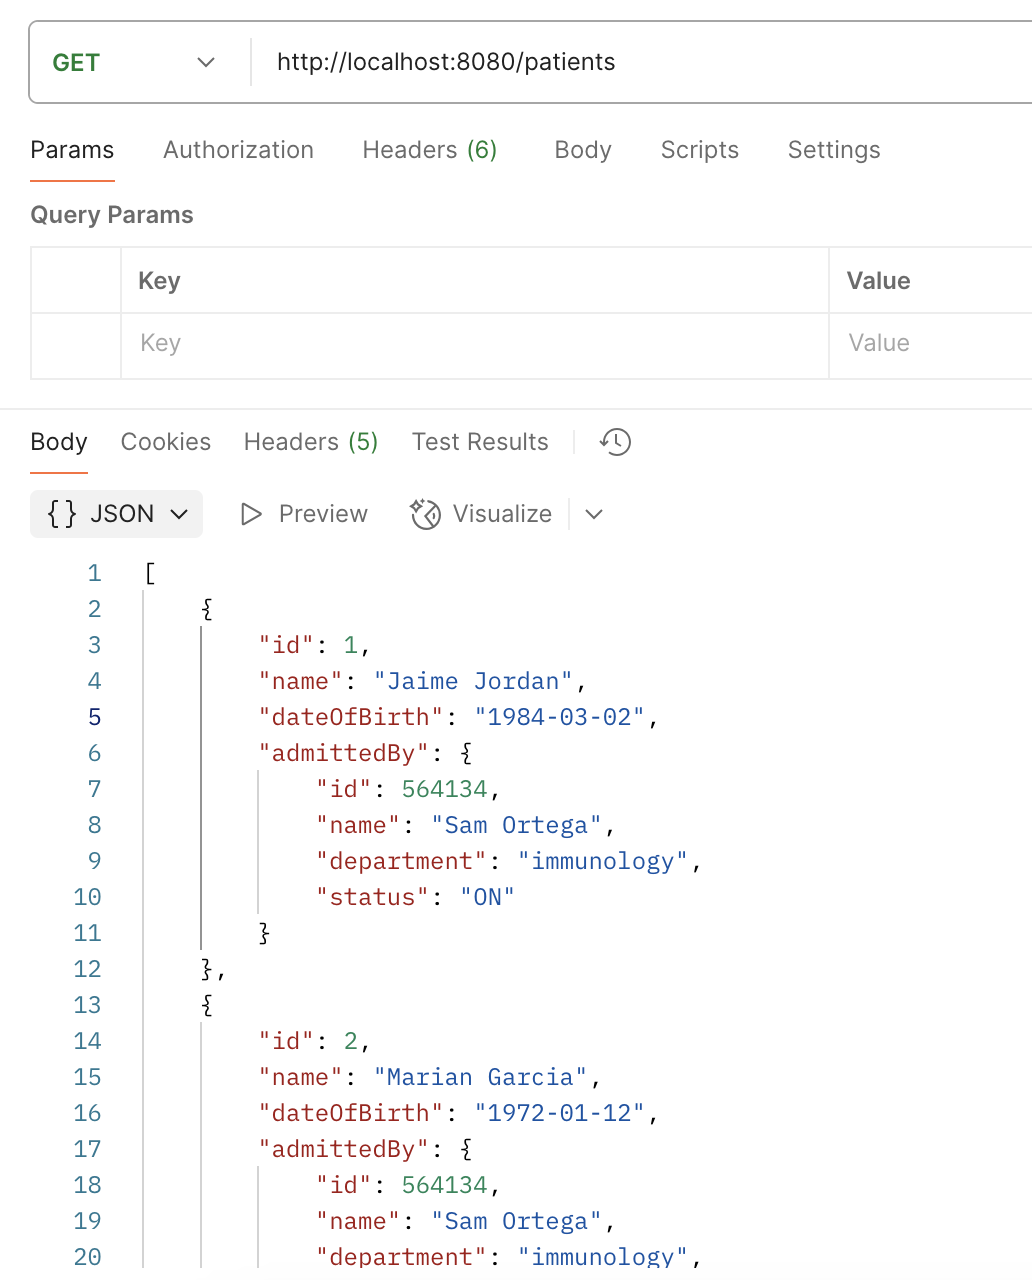 GET http://localhost:8080/patients
Params Authorization Headers (6) Body Scripts Settings
Query Params
Key Value
Key Value
Body Cookies Headers (5) Test Results
{} JSON Preview Visualize
1 [
2 {
3 "id": 1,
4 "name": "Jaime Jordan",
5 "dateOfBirth": "1984-03-02",
6 "admittedBy": {
7 "id": 564134,
8 "name": "Sam Ortega",
9 "department": "immunology",
10 "status": "ON"
11 }
12 },
13 {
14 "id": 2,
15 "name": "Marian Garcia",
16 "dateOfBirth": "1972-01-12",
17 "admittedBy": {
18 "id": 564134,
19 "name": "Sam Ortega",
20 "department": "immunology",